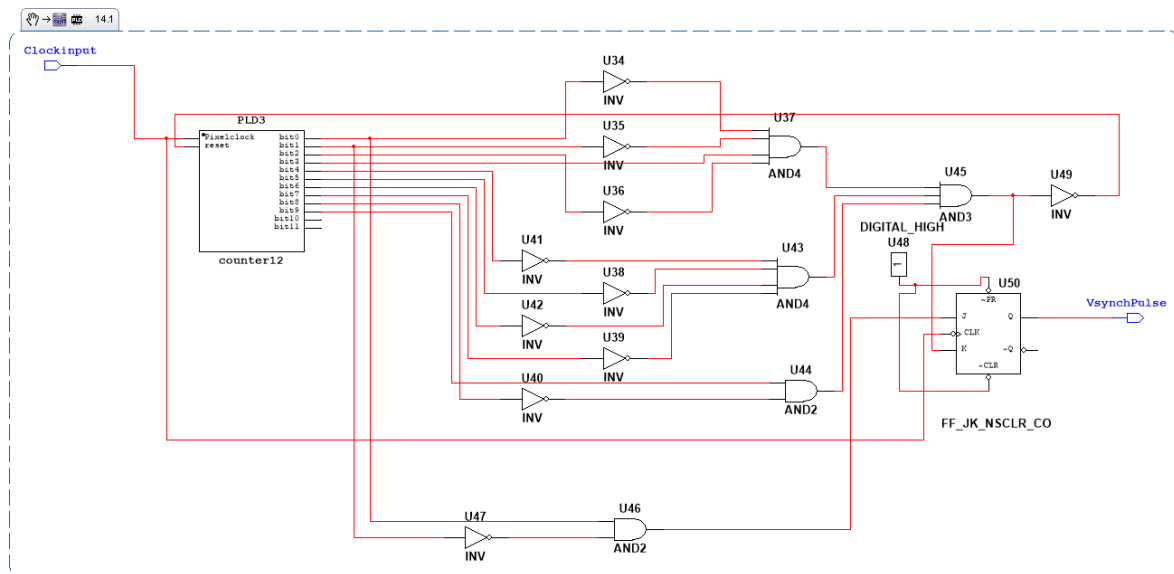 PLD 14.1
Clockinput
PLD3
Pixelclock
reset
bit0
bit1
bit2
bit3
bit4
bit5
bit6
bit7
bit8
bit9
bit10
bit11
counter12
U34
INV
U35
INV
U36
INV
U37
AND4
U41
INV
U38
INV
U42
INV
U39
INV
U43
AND4
U40
INV
U44
AND2
U45
AND3
U49
INV
DIGITAL_HIGH
U48
1
U50
~PR
J
Q
CLK
K
~Q
~CLR
FF_JK_NSCLR_CO
VsynchPulse
U47
INV
U46
AND2